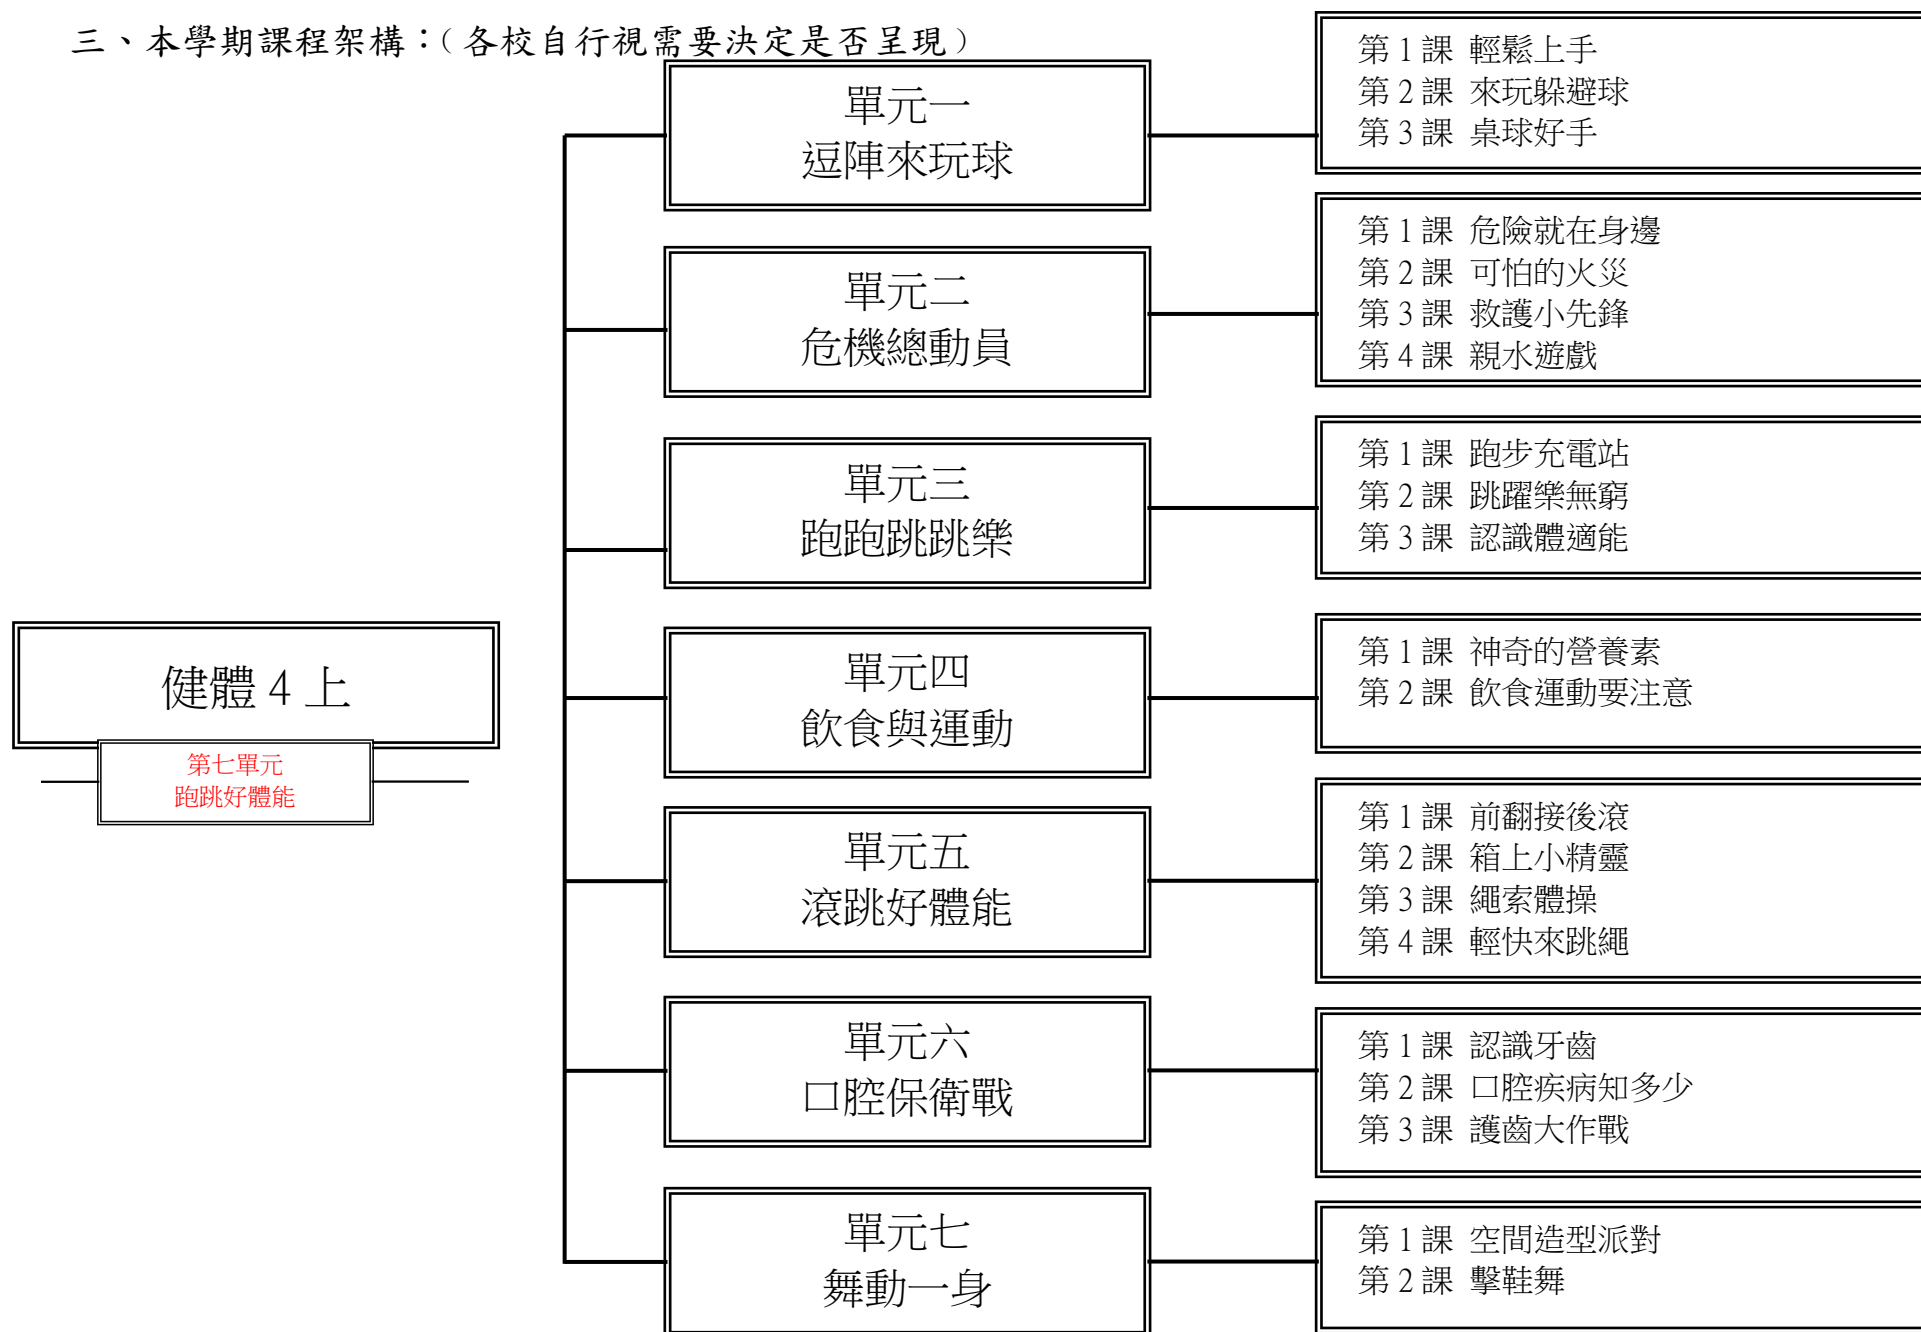 三、本學期課程架構：（各校自行視需要決定是否呈現）
健體 4 上
第七單元
跑跳好體能
單元一
逗陣來玩球
第 1 課 輕鬆上手
第 2 課 來玩躲避球
第 3 課 桌球好手
單元二
危機總動員
第 1 課 危險就在身邊
第 2 課 可怕的火災
第 3 課 救護小先鋒
第 4 課 親水遊戲
單元三
跑跑跳跳樂
第 1 課 跑步充電站
第 2 課 跳躍樂無窮
第 3 課 認識體適能
單元四
飲食與運動
第 1 課 神奇的營養素
第 2 課 飲食運動要注意
單元五
滾跳好體能
第 1 課 前翻接後滾
第 2 課 箱上小精靈
第 3 課 繩索體操
第 4 課 輕快來跳繩
單元六
口腔保衛戰
第 1 課 認識牙齒
第 2 課 口腔疾病知多少
第 3 課 護齒大作戰
單元七
舞動一身
第 1 課 空間造型派對
第 2 課 擊鞋舞